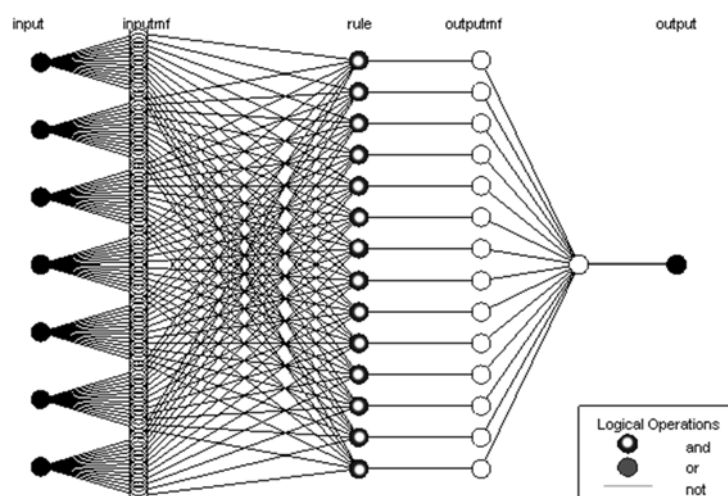 input inputmf rule outputmf output
Logical Operations
and
or
not